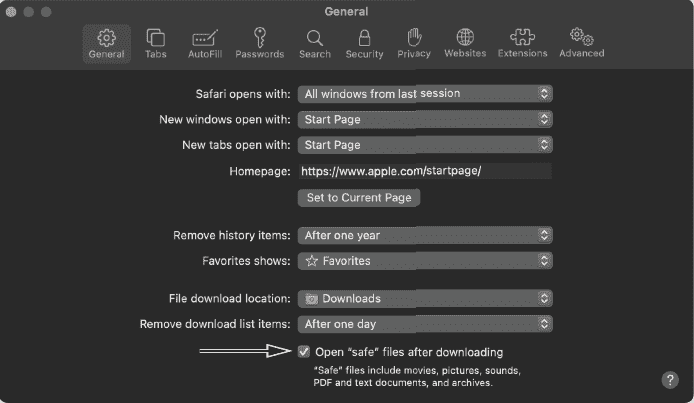 General
General Tabs AutoFill Passwords Search Security Privacy Websites Extensions Advanced
Safari opens with: All windows from last session
New windows open with: Start Page
New tabs open with: Start Page
Homepage: https://www.apple.com/startpage/
Set to Current Page
Remove history items: After one year
Favorites shows: Favorites
File download location: Downloads
Remove download list items: After one day
Open “safe” files after downloading
“Safe” files include movies, pictures, sounds,
PDF and text documents, and archives.
?